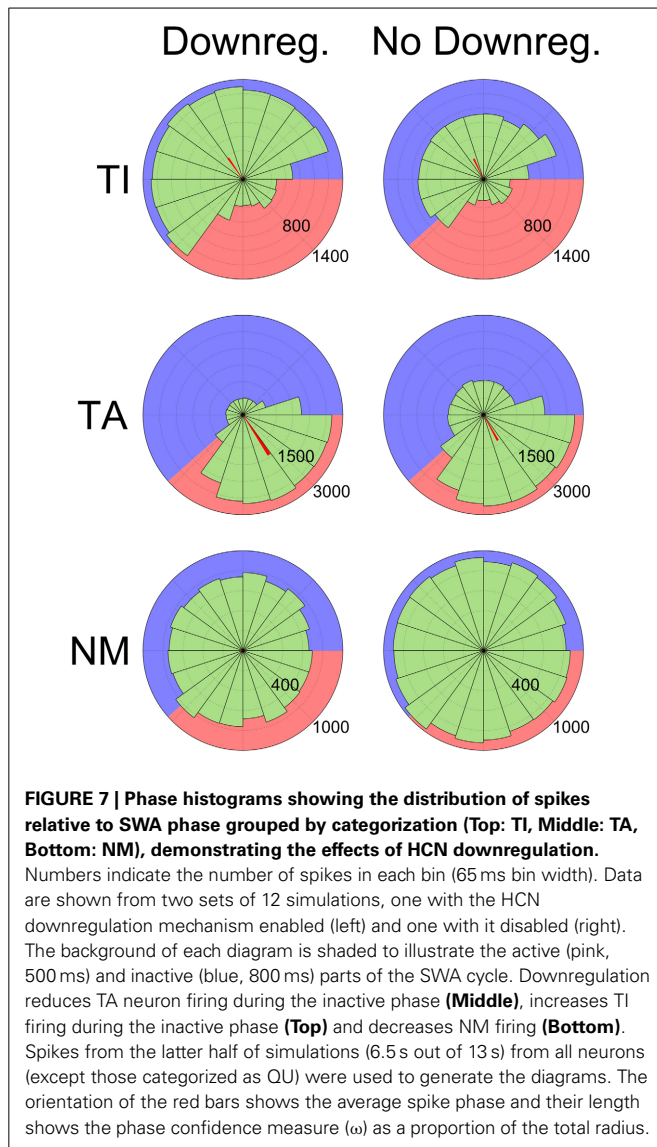 Downreg. No Downreg.
TI
800
1400
800
1400
TA
1500
3000
1500
3000
NM
400
1000
400
1000
FIGURE 7 | Phase histograms showing the distribution of spikes
relative to SWA phase grouped by categorization (Top: TI, Middle: TA,
Bottom: NM), demonstrating the effects of HCN downregulation.
Numbers indicate the number of spikes in each bin (65 ms bin width). Data
are shown from two sets of 12 simulations, one with the HCN
downregulation mechanism enabled (left) and one with it disabled (right).
The background of each diagram is shaded to illustrate the active (pink,
500 ms) and inactive (blue, 800 ms) parts of the SWA cycle. Downregulation
reduces TA neuron firing during the inactive phase (Middle), increases TI
firing during the inactive phase (Top) and decreases NM firing (Bottom).
Spikes from the latter half of simulations (6.5 s out of 13 s) from all neurons
(except those categorized as QU) were used to generate the diagrams. The
orientation of the red bars shows the average spike phase and their length
shows the phase confidence measure (ω) as a proportion of the total radius.